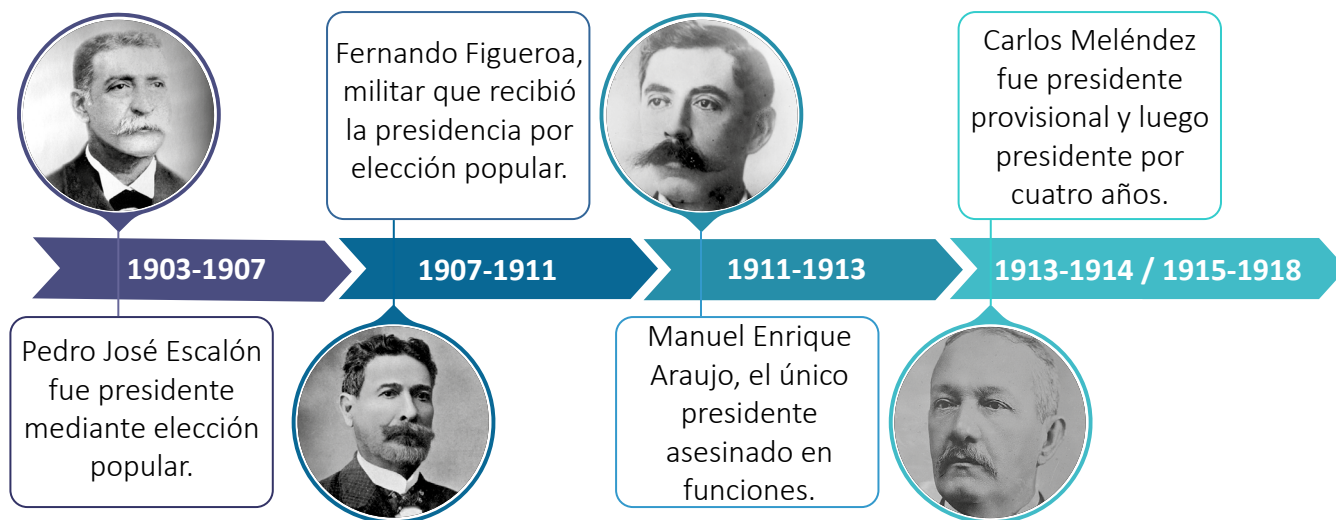 1903-1907
Pedro José Escalón
fue presidente
mediante elección
popular.
Fernando Figueroa,
militar que recibió
la presidencia por
elección popular.
1907-1911
1911-1913
Manuel Enrique
Araujo, el único
presidente
asesinado en
funciones.
Carlos Meléndez
fue presidente
provisional y luego
presidente por
cuatro años.
1913-1914 / 1915-1918